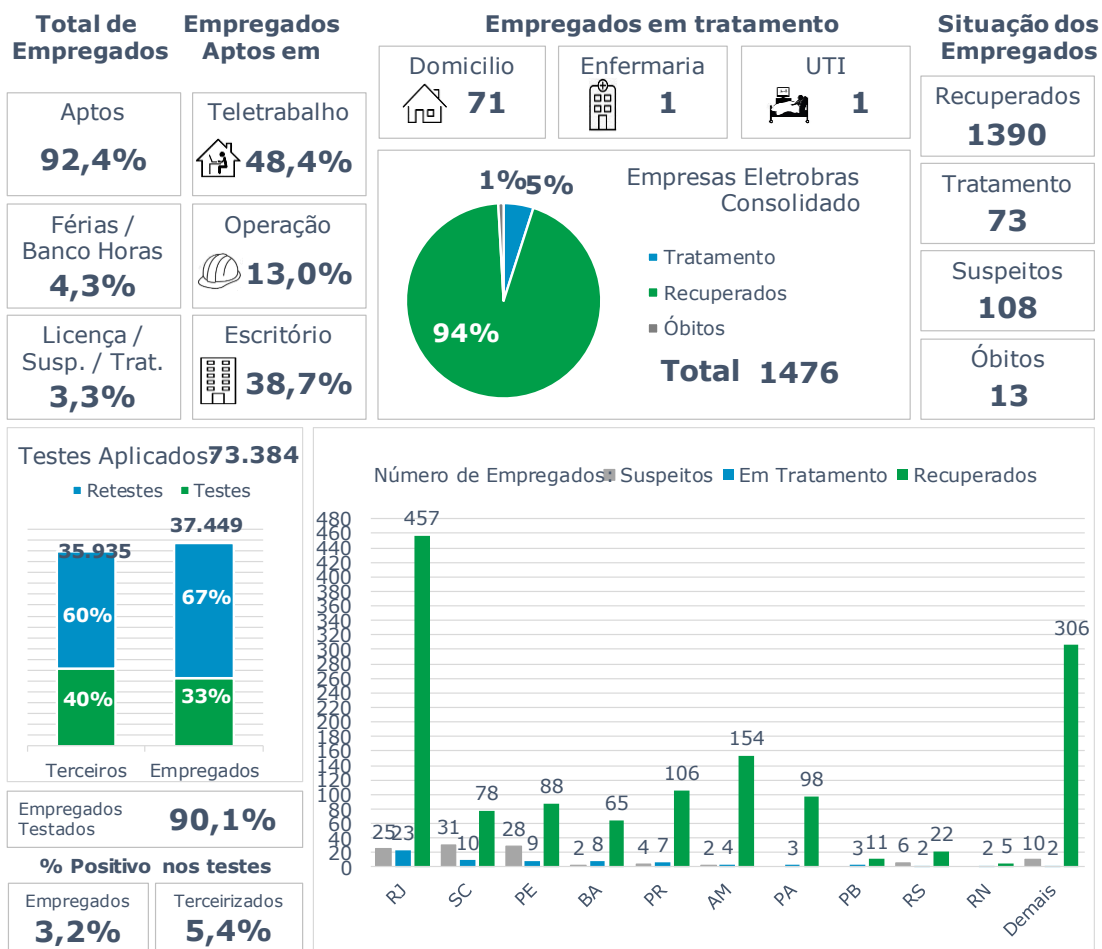 Total de
Empregados
Aptos
92,4%
Férias /
Banco Horas
4,3%
Licença /
Susp. / Trat.
3,3%
Empregados
Aptos em
Teletrabalho
48,4%
Operação
13,0%
Escritório
38,7%
Empregados em tratamento
Domicilio
71
Enfermaria
1
UTI
1
Empresas Eletrobras
Consolidado
1% 5%
94%
Tratamento
Recuperados
Óbitos
Total 1476
Situação dos
Empregados
Recuperados
1390
Tratamento
73
Suspeitos
108
Óbitos
13
Testes Aplicados: 73.384
Retestes Testes
35.935
37.449
60%
67%
40%
33%
Terceiros Empregados
Empregados
Testados
90,1%
% Positivo nos testes
Empregados
3,2%
Terceirizados
5,4%
Número de Empregados: Suspeitos Em Tratamento Recuperados
480
460
440
420
400
380
360
340
320
300
280
260
240
220
200
180
160
140
120
100
80
60
40
20
0
25 23 457
31 10 78
28 9 88
2 8 65
4 7 106
2 4 154
3 98
3 11
6 2 22
2 5
10 2 306
RJ SC PE BA PR AM PA PB RS RN Demais